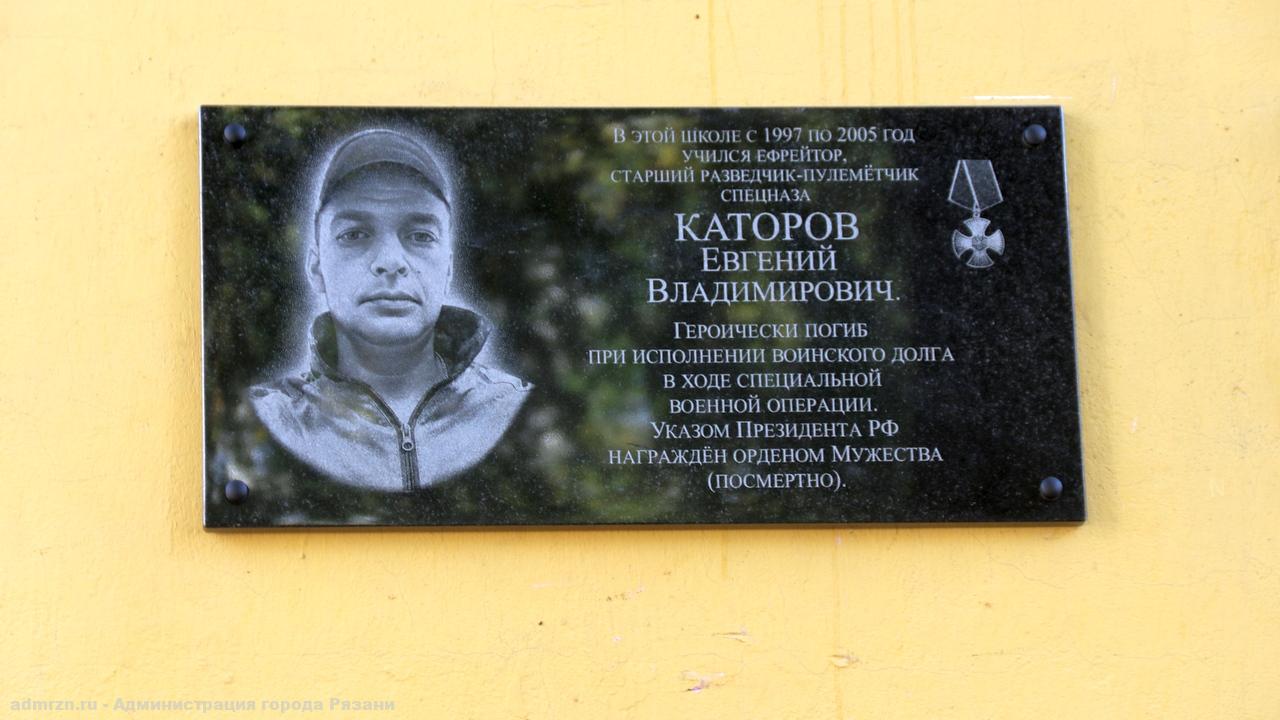 В ЭТОЙ ШКОЛЕ С 1997 ПО 2005 ГОД
УЧИЛСЯ ЕФРЕЙТОР,
СТАРШИЙ РАЗВЕДЧИК-ПУЛЕМЁТЧИК
СПЕЦНАЗА
КАТОРОВ
ЕВГЕНИЙ
ВЛАДИМИРОВИЧ.
ГЕРОИЧЕСКИ ПОГИБ
ПРИ ИСПОЛНЕНИИ ВОИНСКОГО ДОЛГА
В ХОДЕ СПЕЦИАЛЬНОЙ
ВОЕННОЙ ОПЕРАЦИИ.
УКАЗОМ ПРЕЗИДЕНТА РФ
НАГРАЖДЁН ОРДЕНОМ МУЖЕСТВА
(ПОСМЕРТНО).
admrzn.ru - Администрация города Рязани